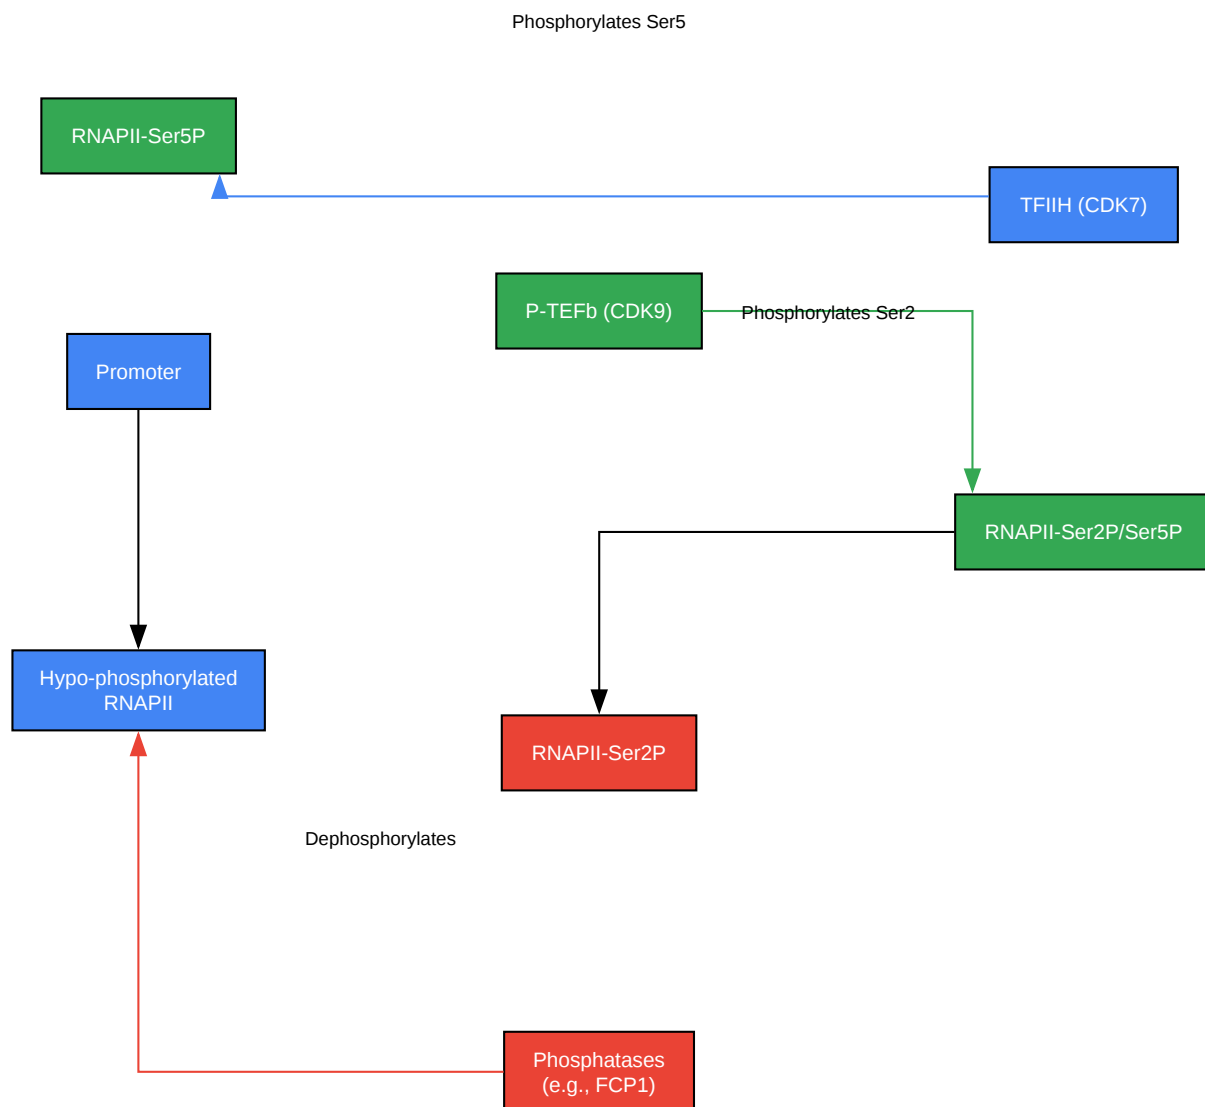 Phosphorylates Ser5
RNAPII-Ser5P
TFIIH (CDK7)
P-TEFb (CDK9)
Phosphorylates Ser2
Promoter
RNAPII-Ser2P/Ser5P
Hypo-phosphorylated
RNAPII
RNAPII-Ser2P
Dephosphorylates
Phosphatases
(e.g., FCP1)